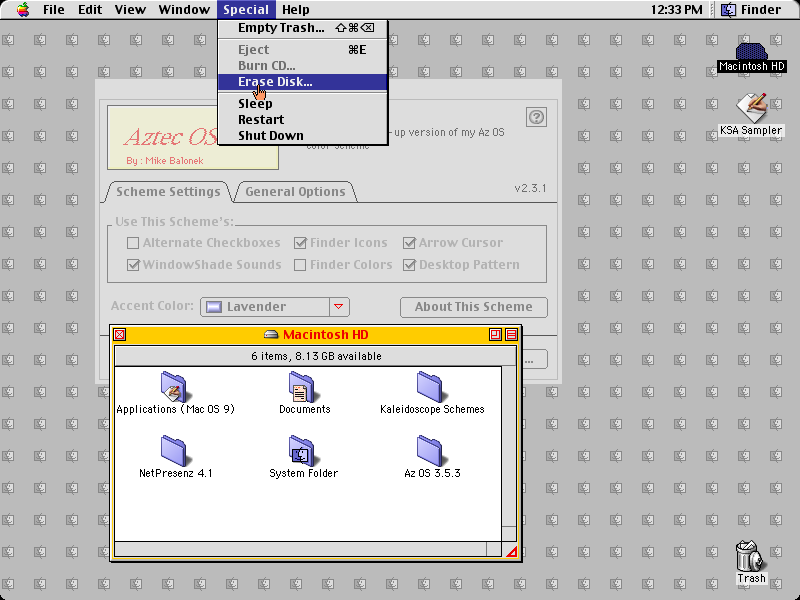 File Edit View Window Special Help 12:33 PM Finder
Empty Trash... ⇧⌘⌫
Eject ⌘E
Burn CD...
Erase Disk...
Sleep
Restart
Shut Down
Macintosh HD
KSA Sampler
Aztec OS
By: Mike Balonek
-up version of my Az OS
color scheme
?
v2.3.1
Scheme Settings General Options
Use This Scheme's:
Alternate Checkboxes Finder Icons Arrow Cursor
WindowShade Sounds Finder Colors Desktop Pattern
Accent Color: Lavender About This Scheme
...
Macintosh HD
6 items, 8.13 GB available
Applications (Mac OS 9) Documents Kaleidoscope Schemes
NetPresenz 4.1 System Folder Az OS 3.5.3
Trash